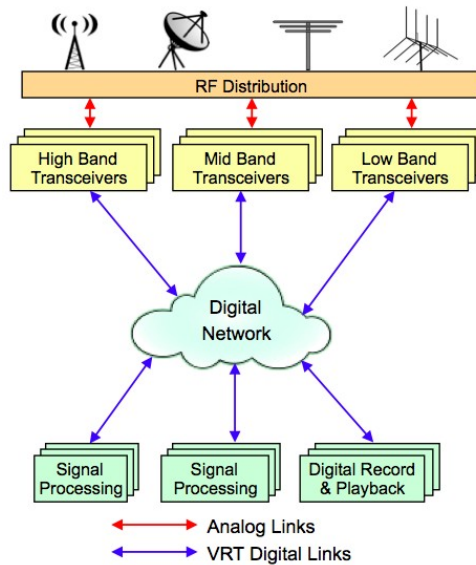 RF Distribution
High Band
Transceivers
Mid Band
Transceivers
Low Band
Transceivers
Digital
Network
Signal
Processing
Signal
Processing
Digital Record
& Playback
Analog Links
VRT Digital Links